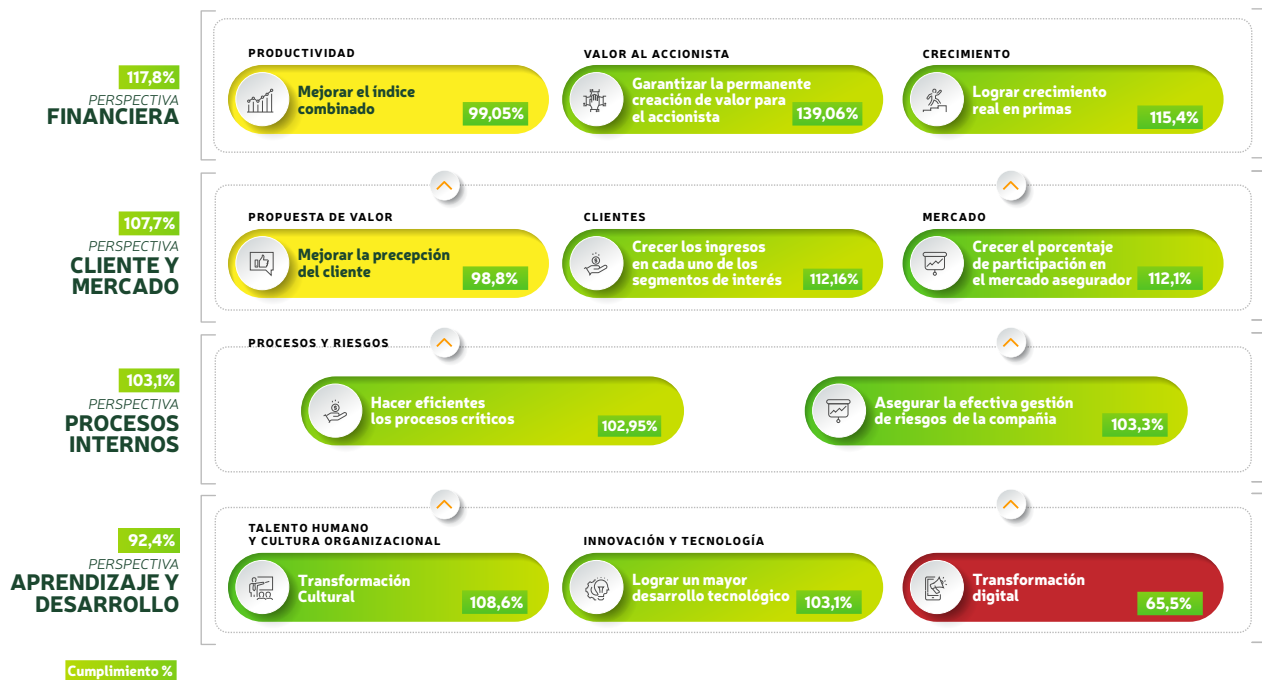 117,8%
PERSPECTIVA
FINANCIERA
PRODUCTIVIDAD
Mejorar el índice
combinado
99,05%
VALOR AL ACCIONISTA
Garantizar la permanente
creación de valor para
el accionista
139,06%
CRECIMIENTO
Lograr crecimiento
real en primas
115,4%
107,7%
PERSPECTIVA
CLIENTE Y
MERCADO
PROPUESTA DE VALOR
Mejorar la precepción
del cliente
98,8%
CLIENTES
Crecer los ingresos
en cada uno de los
segmentos de interés
112,16%
MERCADO
Crecer el porcentaje
de participación en
el mercado asegurador
112,1%
103,1%
PERSPECTIVA
PROCESOS
INTERNOS
PROCESOS Y RIESGOS
Hacer eficientes
los procesos críticos
102,95%
Asegurar la efectiva gestión
de riesgos de la compañia
103,3%
92,4%
PERSPECTIVA
APRENDIZAJE Y
DESARROLLO
TALENTO HUMANO
Y CULTURA ORGANIZACIONAL
Transformación
Cultural
108,6%
INNOVACIÓN Y TECNOLOGÍA
Lograr un mayor
desarrollo tecnológico
103,1%
Transformación
digital
65,5%
Cumplimiento %